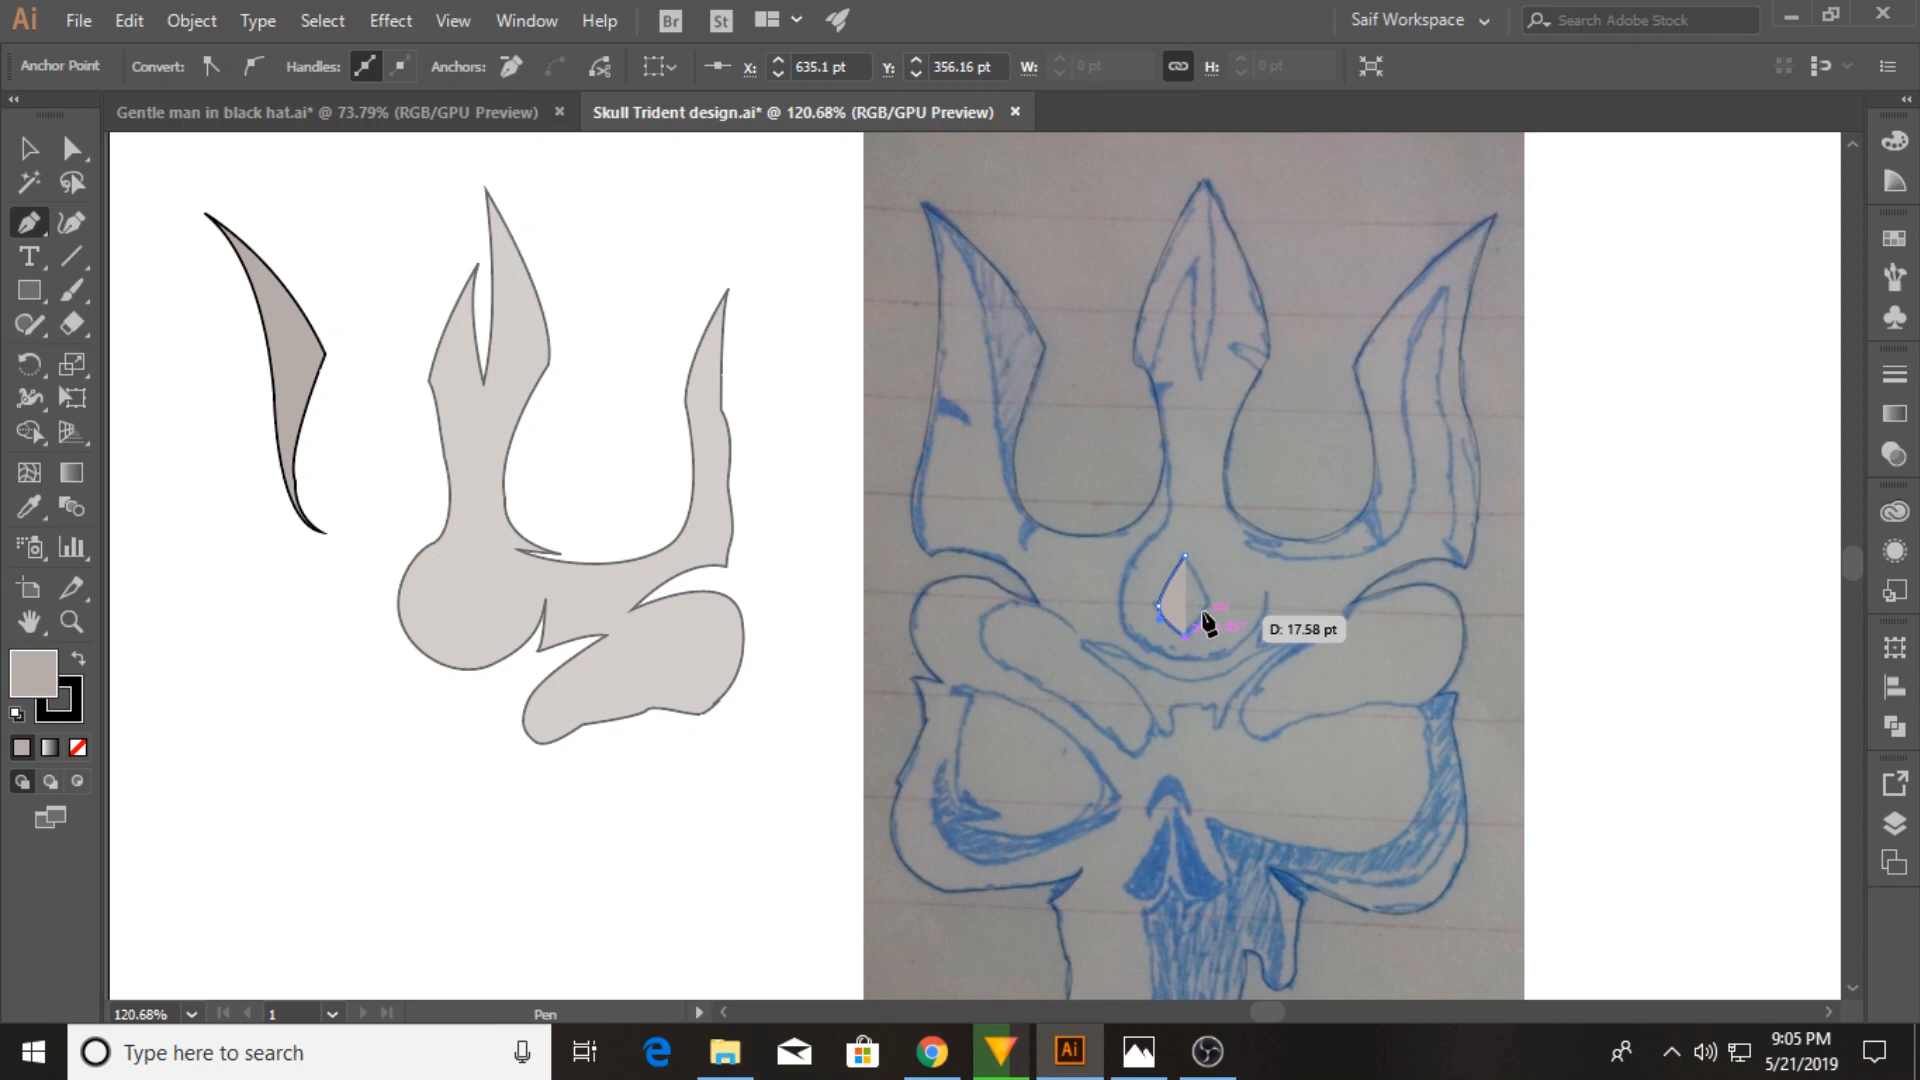 Ai File Edit Object Type Select Effect View Window Help Br St Saif Workspace Search Adobe Stock
Anchor Point Convert: Handles: Anchors: X: 635.1 pt Y: 356.16 pt W: 0 pt H: 0 pt
Gentle man in black hat.ai* @ 73.79% (RGB/GPU Preview) Skull Trident design.ai* @ 120.68% (RGB/GPU Preview)
D: 17.58 pt
120.68% 1 Pen
Type here to search Ai 9:05 PM
5/21/2019